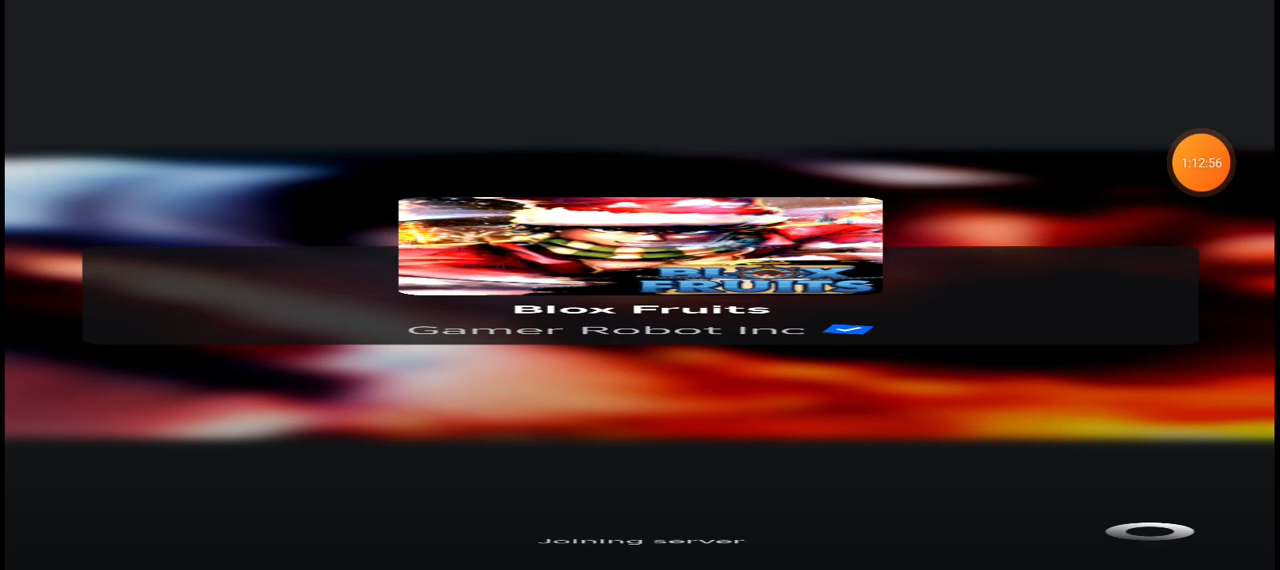 1:12:56
BLOX
FRUITS
Blox Fruits
Gamer Robot Inc
Joining server